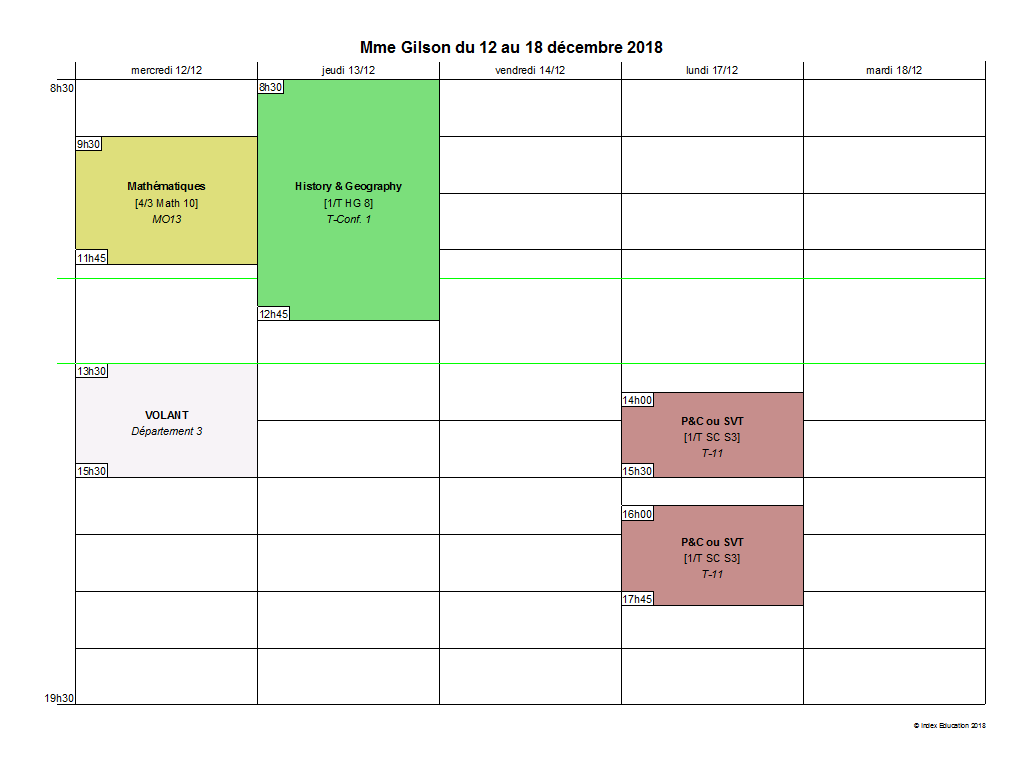 Mme Gilson du 12 au 18 décembre 2018
mercredi 12/12
jeudi 13/12
vendredi 14/12
lundi 17/12
mardi 18/12
8h30
9h30
Mathématiques
[4/3 Math 10]
MO13
11h45
8h30
History & Geography
[1/T HG 8]
T-Conf. 1
12h45
13h30
VOLANT
Département 3
15h30
14h00
P&C ou SVT
[1/T SC S3]
T-11
15h30
16h00
P&C ou SVT
[1/T SC S3]
T-11
17h45
19h30
© Index Education 2018